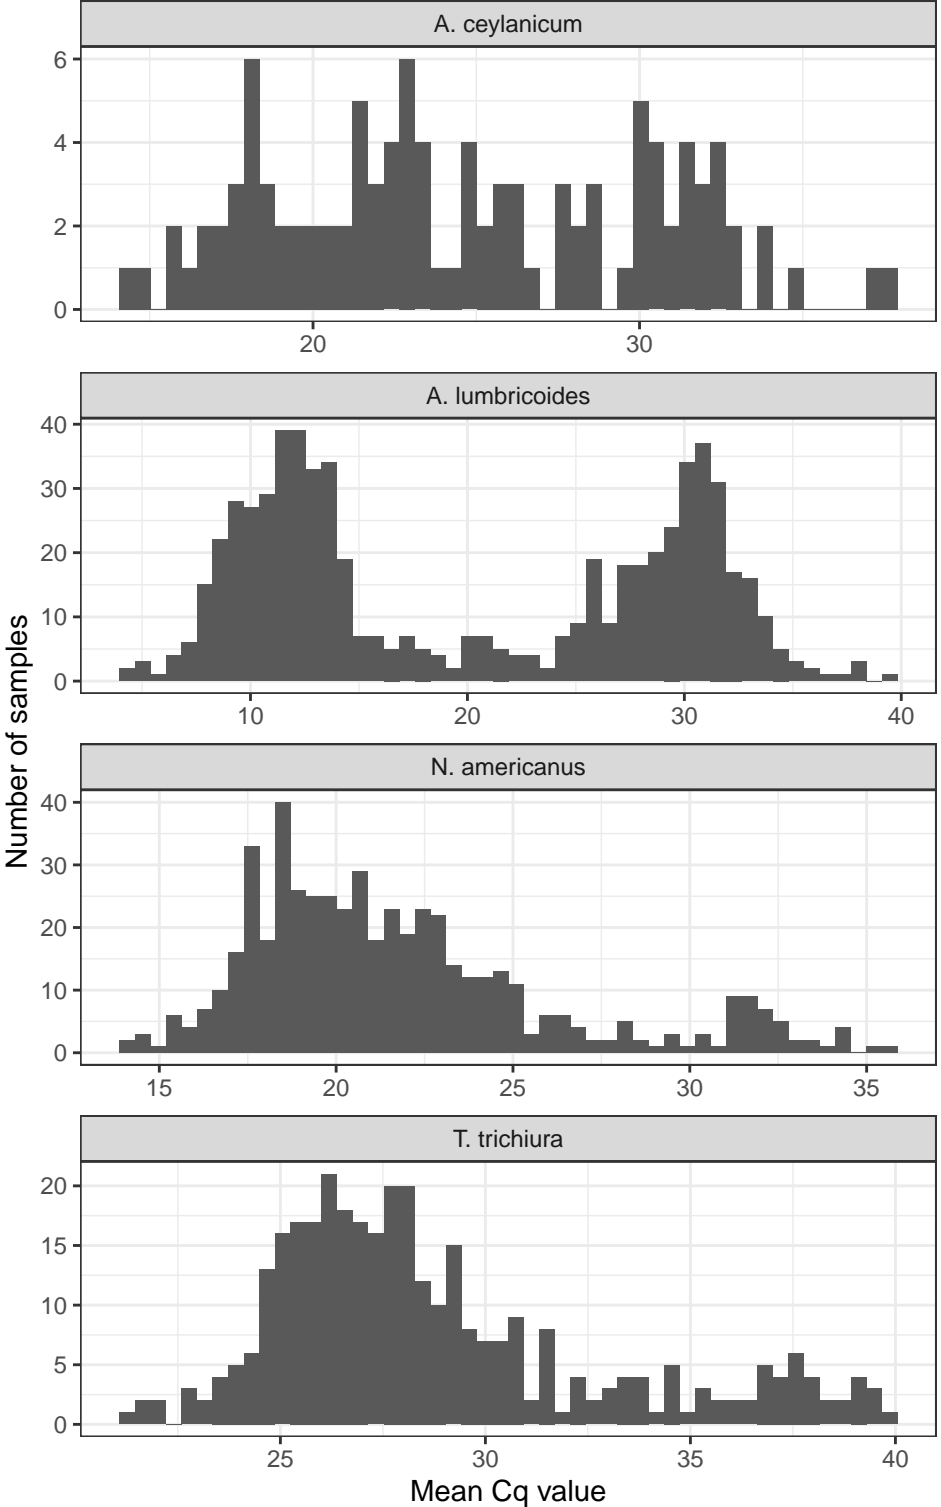 A. ceylanicum
6
4
2
0
20 30
A. lumbricoides
40
30
20
10
0
10 20 30 40
Number of samples
N. americanus
40
30
20
10
0
15 20 25 30 35
T. trichiura
20
15
10
5
0
25 30 35 40
Mean Cq value